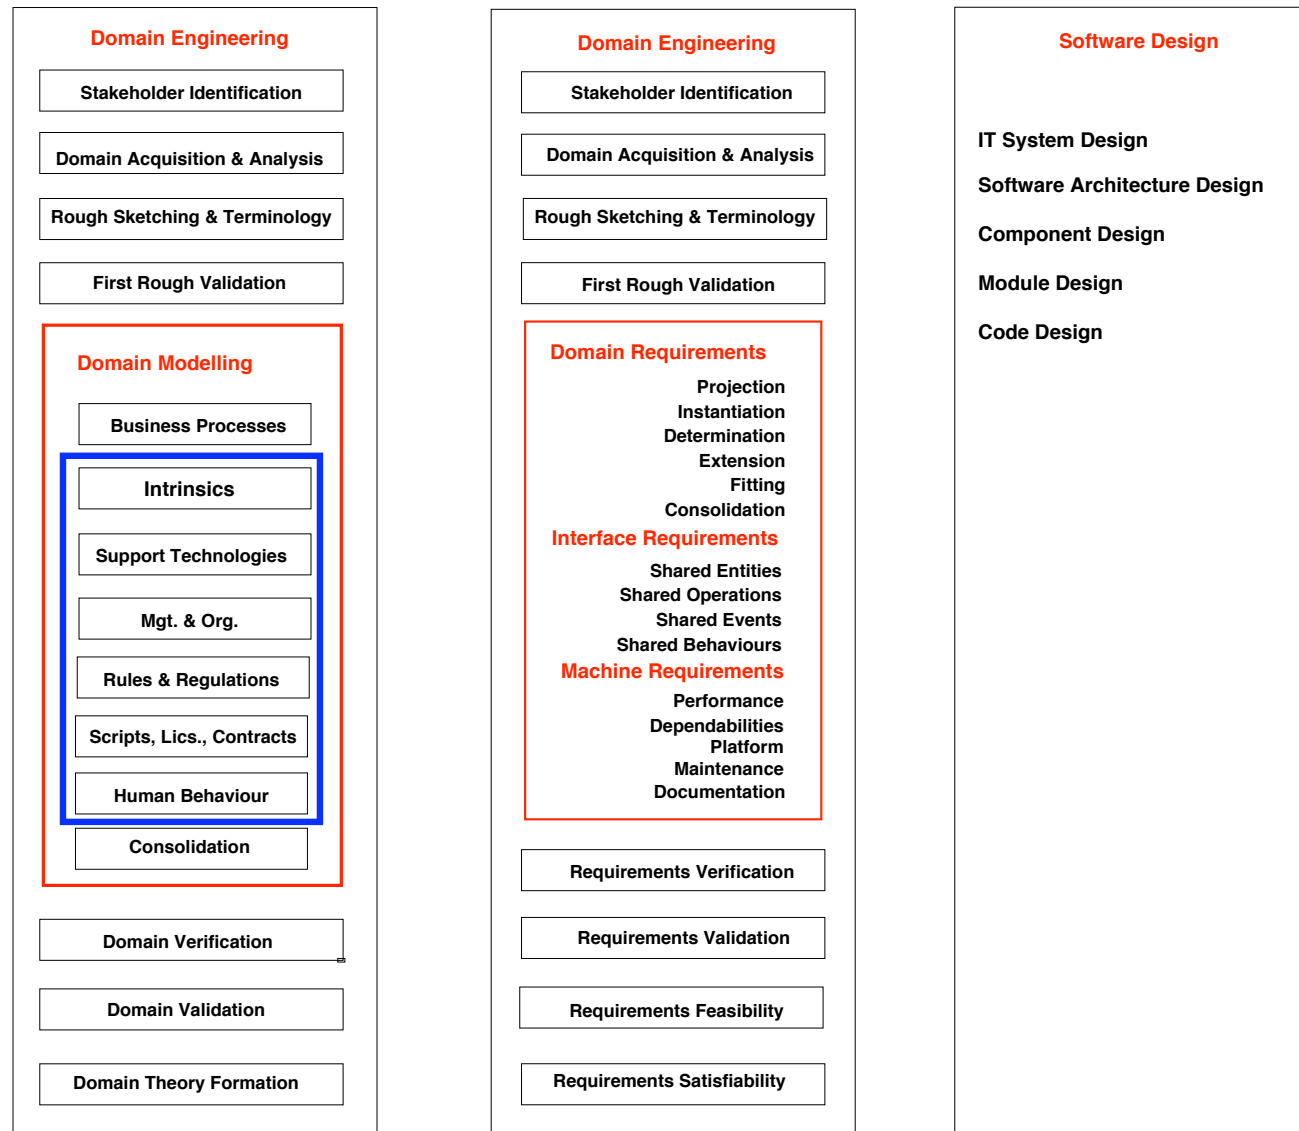 Domain Engineering
Stakeholder Identification
Domain Acquisition & Analysis
Rough Sketching & Terminology
First Rough Validation
Domain Modelling
Business Processes
Intrinsics
Support Technologies
Mgt. & Org.
Rules & Regulations
Scripts, Lics., Contracts
Human Behaviour
Consolidation
Domain Verification
Domain Validation
Domain Theory Formation
Domain Engineering
Stakeholder Identification
Domain Acquisition & Analysis
Rough Sketching & Terminology
First Rough Validation
Domain Requirements
Projection
Instantiation
Determination
Extension
Fitting
Consolidation
Interface Requirements
Shared Entities
Shared Operations
Shared Events
Shared Behaviours
Machine Requirements
Performance
Dependabilities
Platform
Maintenance
Documentation
Requirements Verification
Requirements Validation
Requirements Feasibility
Requirements Satisfiability
Software Design
IT System Design
Software Architecture Design
Component Design
Module Design
Code Design